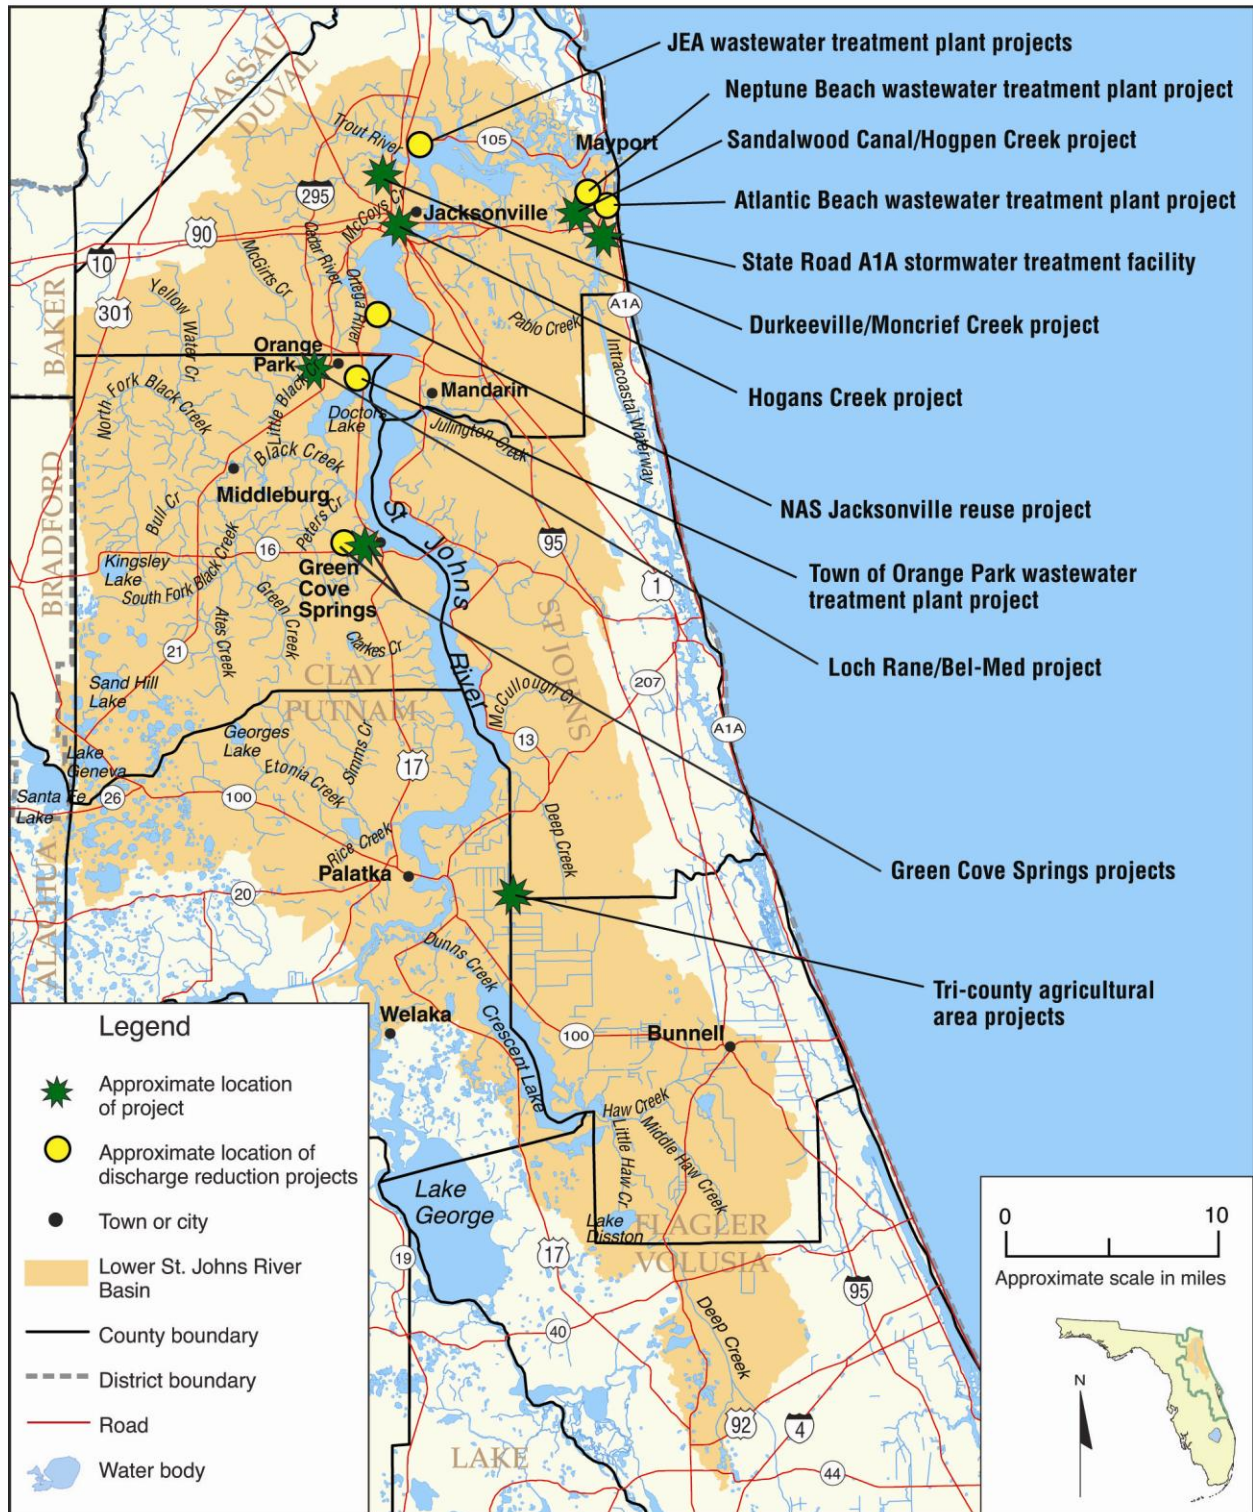 JEA wastewater treatment plant projects
Neptune Beach wastewater treatment plant project
Sandalwood Canal/Hogpen Creek project
Atlantic Beach wastewater treatment plant project
State Road A1A stormwater treatment facility
Durkeeville/Moncrief Creek project
Hogans Creek project
NAS Jacksonville reuse project
Town of Orange Park wastewater
treatment plant project
Loch Rane/Bel-Med project
Green Cove Springs projects
Tri-county agricultural
area projects
NASSAU
DUVAL
Trout River
105
Mayport
295
McCoys Cr
Jacksonville
90
10
Cedar River
McGirts Cr
Ortega River
301
Yellow Water Cr
A1A
Pablo Creek
BAKER
Orange
Park
Intracoastal Waterway
North Fork Black Creek
Little Black Cr
Mandarin
Doctors
Lake
Julington Creek
Black Creek
Middleburg
BRADFORD
Bull Cr
Peters Cr
St Johns River
95
16
Kingsley
Lake
South Fork Black Creek
Green
Cove
Springs
1
Green Creek
ST JOHNS
Ates Creek
Clarkes Cr
21
CLAY
PUTNAM
207
Sand Hill
Lake
McCullough Cr
A1A
Georges
Lake
Simms Cr
13
Lake
Geneva
Etonia Creek
17
Santa Fe
Lake
26
100
Deep Creek
Rice Creek
Palatka
20
ALACHUA
Dunns Creek
Welaka
Crescent Lake
100
Bunnell
Haw Creek
Little Haw Cr
Middle Haw Creek
Lake
George
Lake
Disston
FLAGLER
VOLUSIA
19
17
95
40
Deep Creek
92
4
LAKE
44
Legend
Approximate location
of project
Approximate location of
discharge reduction projects
Town or city
Lower St. Johns River
Basin
County boundary
District boundary
Road
Water body
0 10
Approximate scale in miles
N